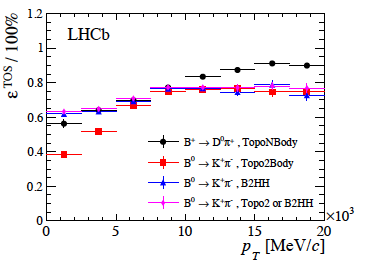 ε^TOS / 100%
LHCb
1.2
1
0.8
0.6
0.4
0.2
0
B⁺ → D⁰π⁺ , TopoNBody
B⁰ → K⁺π⁻ , Topo2Body
B⁰ → K⁺π⁻ , B2HH
B⁰ → K⁺π⁻ , Topo2 or B2HH
0 5 10 15 20
×10³
p_T [MeV/c]